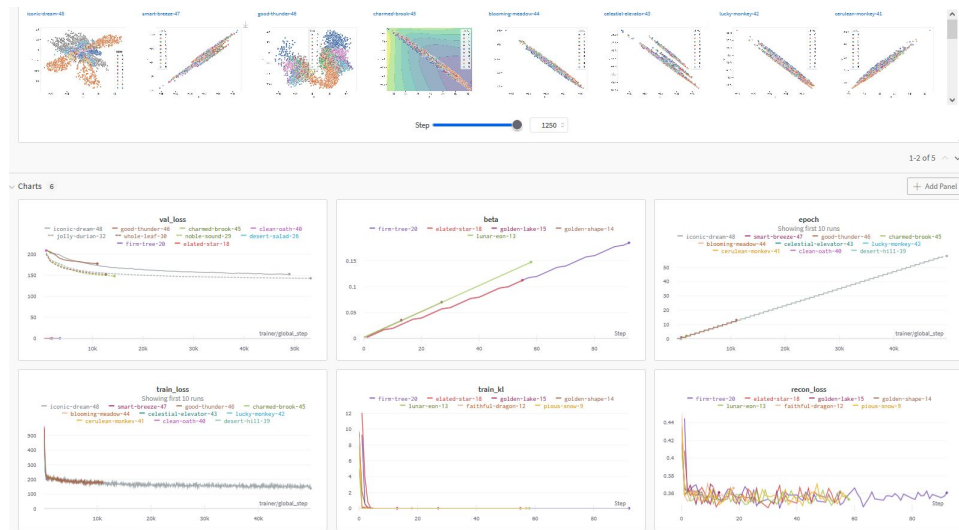 iconic-dream-48 smart-breeze-47 good-thunder-46 charmed-brook-45 blooming-meadow-44 celestial-elevator-43 lucky-monkey-42 cerulean-monkey-41
Step 1250
1-2 of 5
Charts 6
+ Add Panel
val_loss
iconic-dream-48 good-thunder-46 charmed-brook-45 clean-oath-40
jolly-durian-32 whole-leaf-30 noble-sound-29 desert-salad-28
firm-tree-20 elated-star-18
200
150
100
50
0
trainer/global_step
10k 20k 30k 40k 50k
beta
firm-tree-20 elated-star-18 golden-lake-15 golden-shape-14
lunar-eon-13
0.15
0.1
0.05
0
Step
0 20 40 60 80
epoch
Showing first 10 runs
iconic-dream-48 smart-breeze-47 good-thunder-46 charmed-brook-45
blooming-meadow-44 celestial-elevator-43 lucky-monkey-42
cerulean-monkey-41 clean-oath-40 desert-hill-39
50
40
30
20
10
0
trainer/global_step
0 10k 20k 30k 40k
train_loss
Showing first 10 runs
iconic-dream-48 smart-breeze-47 good-thunder-46 charmed-brook-45
blooming-meadow-44 celestial-elevator-43 lucky-monkey-42
cerulean-monkey-41 clean-oath-40 desert-hill-39
500
400
300
200
100
0
trainer/global_step
10k 20k 30k 40k
train_kl
firm-tree-20 elated-star-18 golden-lake-15 golden-shape-14
lunar-eon-13 faithful-dragon-12 pious-snow-9
12
10
8
6
4
2
0
Step
0 20 40 60 80
recon_loss
firm-tree-20 elated-star-18 golden-lake-15 golden-shape-14
lunar-eon-13 faithful-dragon-12 pious-snow-9
0.44
0.42
0.4
0.38
0.36
Step
0 20 40 60 80